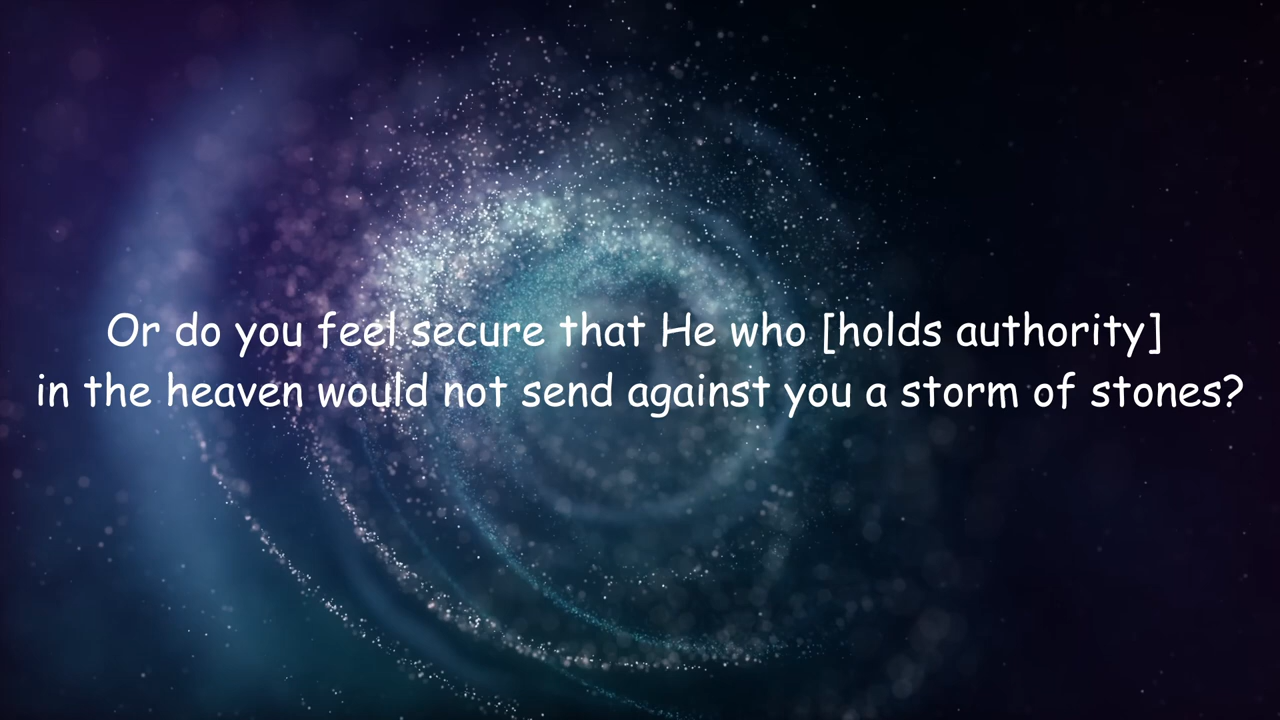 Or do you feel secure that He who [holds authority]
in the heaven would not send against you a storm of stones?